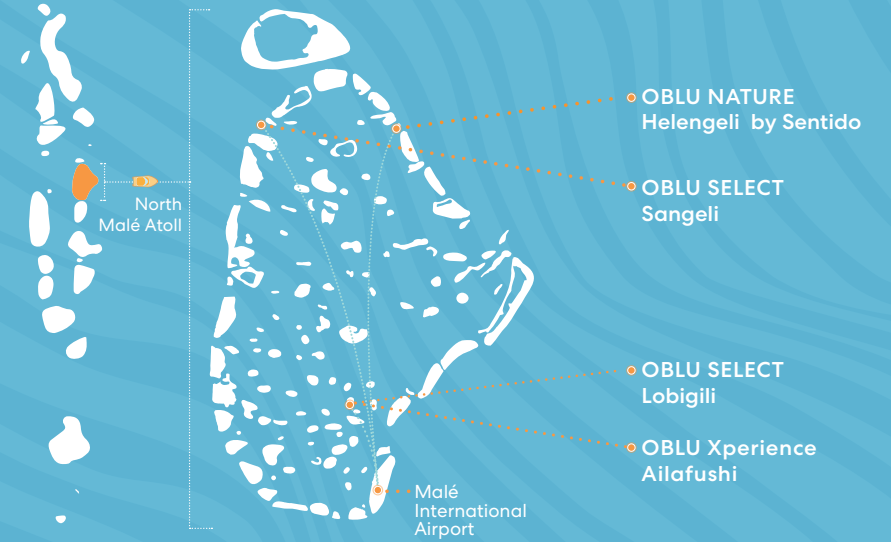 OBLU NATURE
Helengeli by Sentido
OBLU SELECT
Sangeli
North
Malé Atoll
OBLU SELECT
Lobigili
OBLU Xperience
Ailafushi
Malé
International
Airport